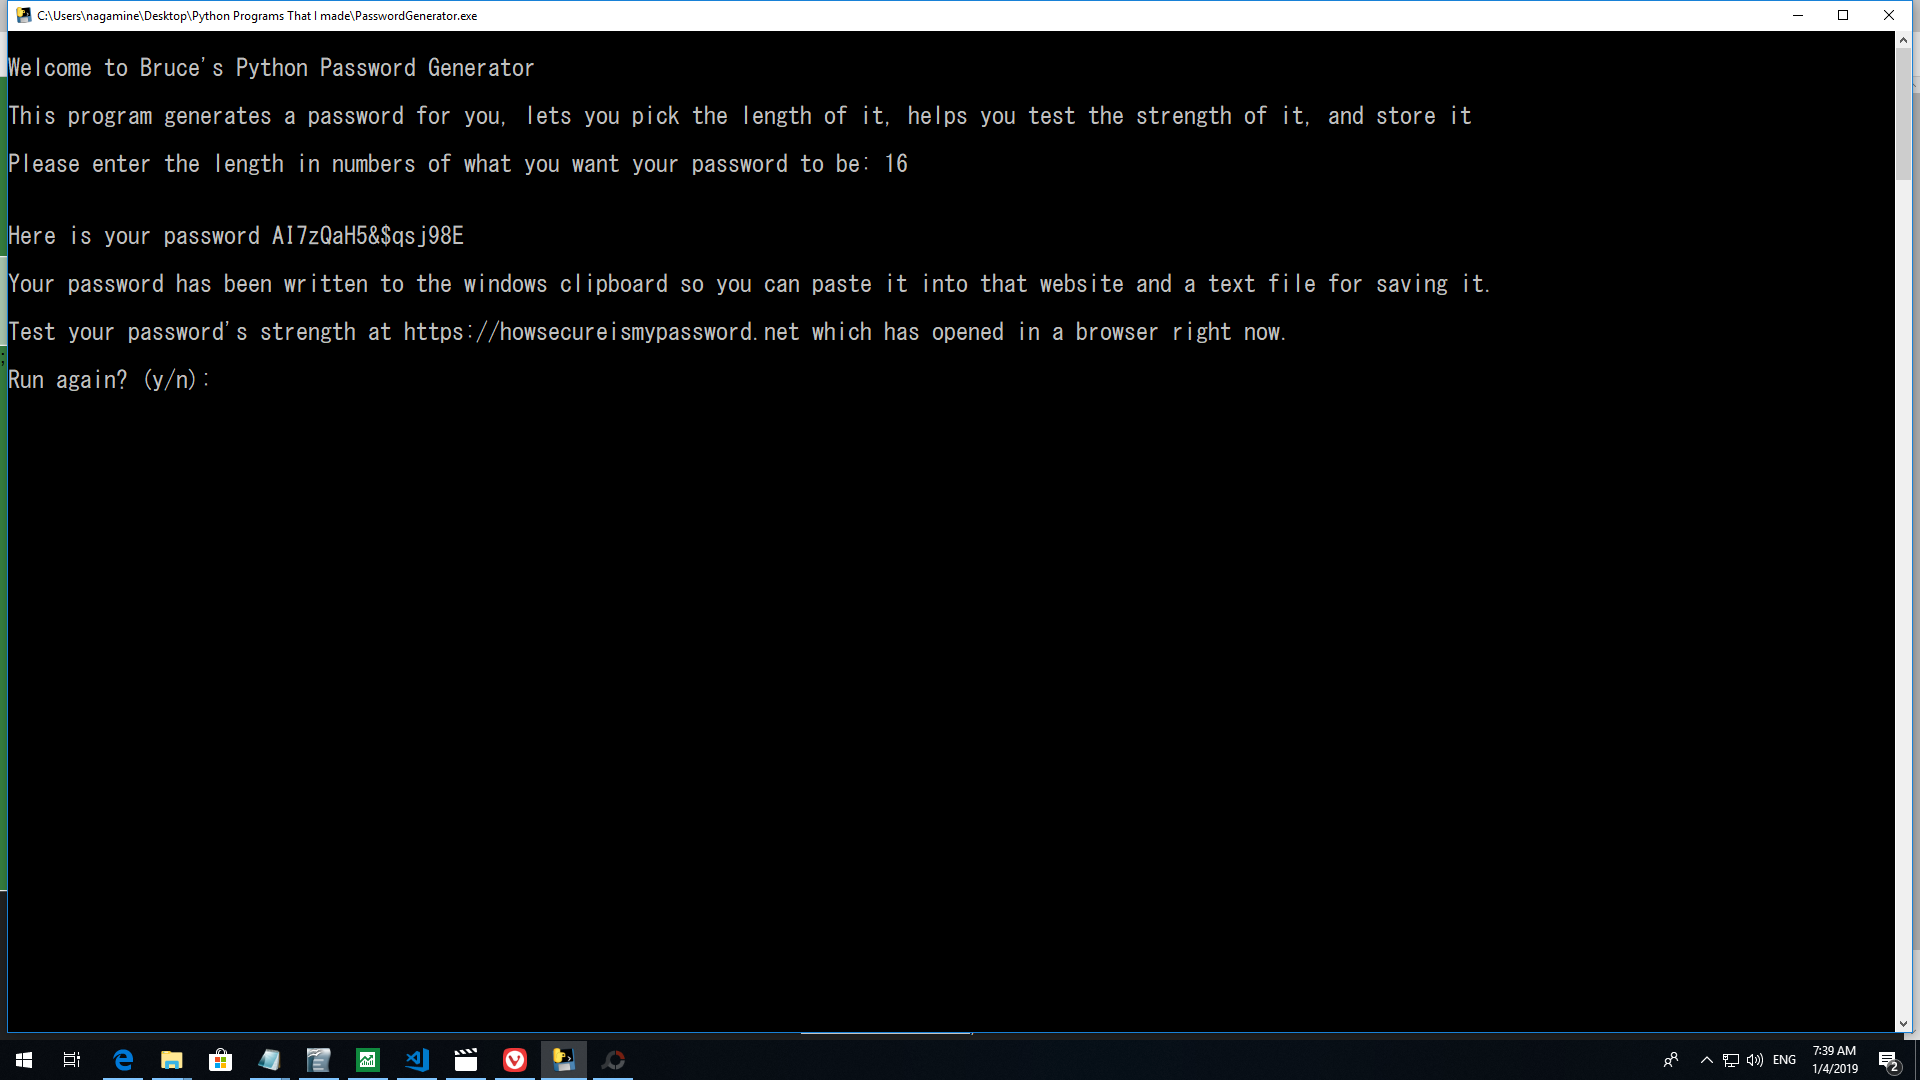 C:\Users\nagamine\Desktop\Python Programs That I made\PasswordGenerator.exe
Welcome to Bruce's Python Password Generator
This program generates a password for you, lets you pick the length of it, helps you test the strength of it, and store it
Please enter the length in numbers of what you want your password to be: 16
Here is your password AI7zQaH5&$qsj98E
Your password has been written to the windows clipboard so you can paste it into that website and a text file for saving it.
Test your password's strength at https://howsecureismypassword.net which has opened in a browser right now.
Run again? (y/n):
ENG
7:39 AM
1/4/2019
2